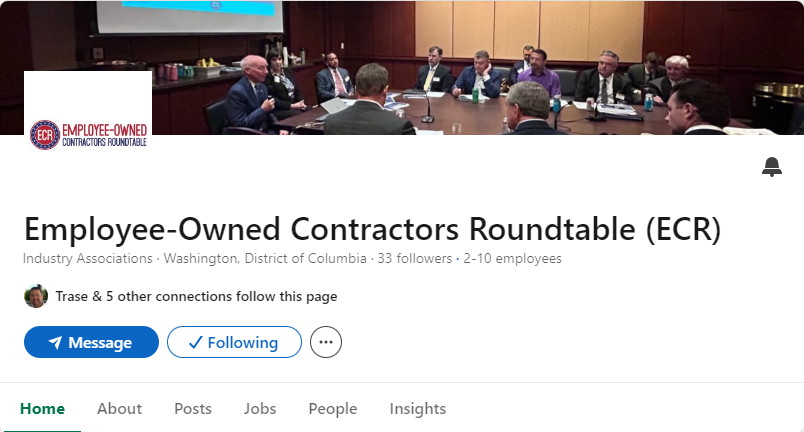 ECR EMPLOYEE-OWNED
CONTRACTORS ROUNDTABLE
Employee-Owned Contractors Roundtable (ECR)
Industry Associations · Washington, District of Columbia · 33 followers · 2-10 employees
Trase & 5 other connections follow this page
Message
Following
Home About Posts Jobs People Insights